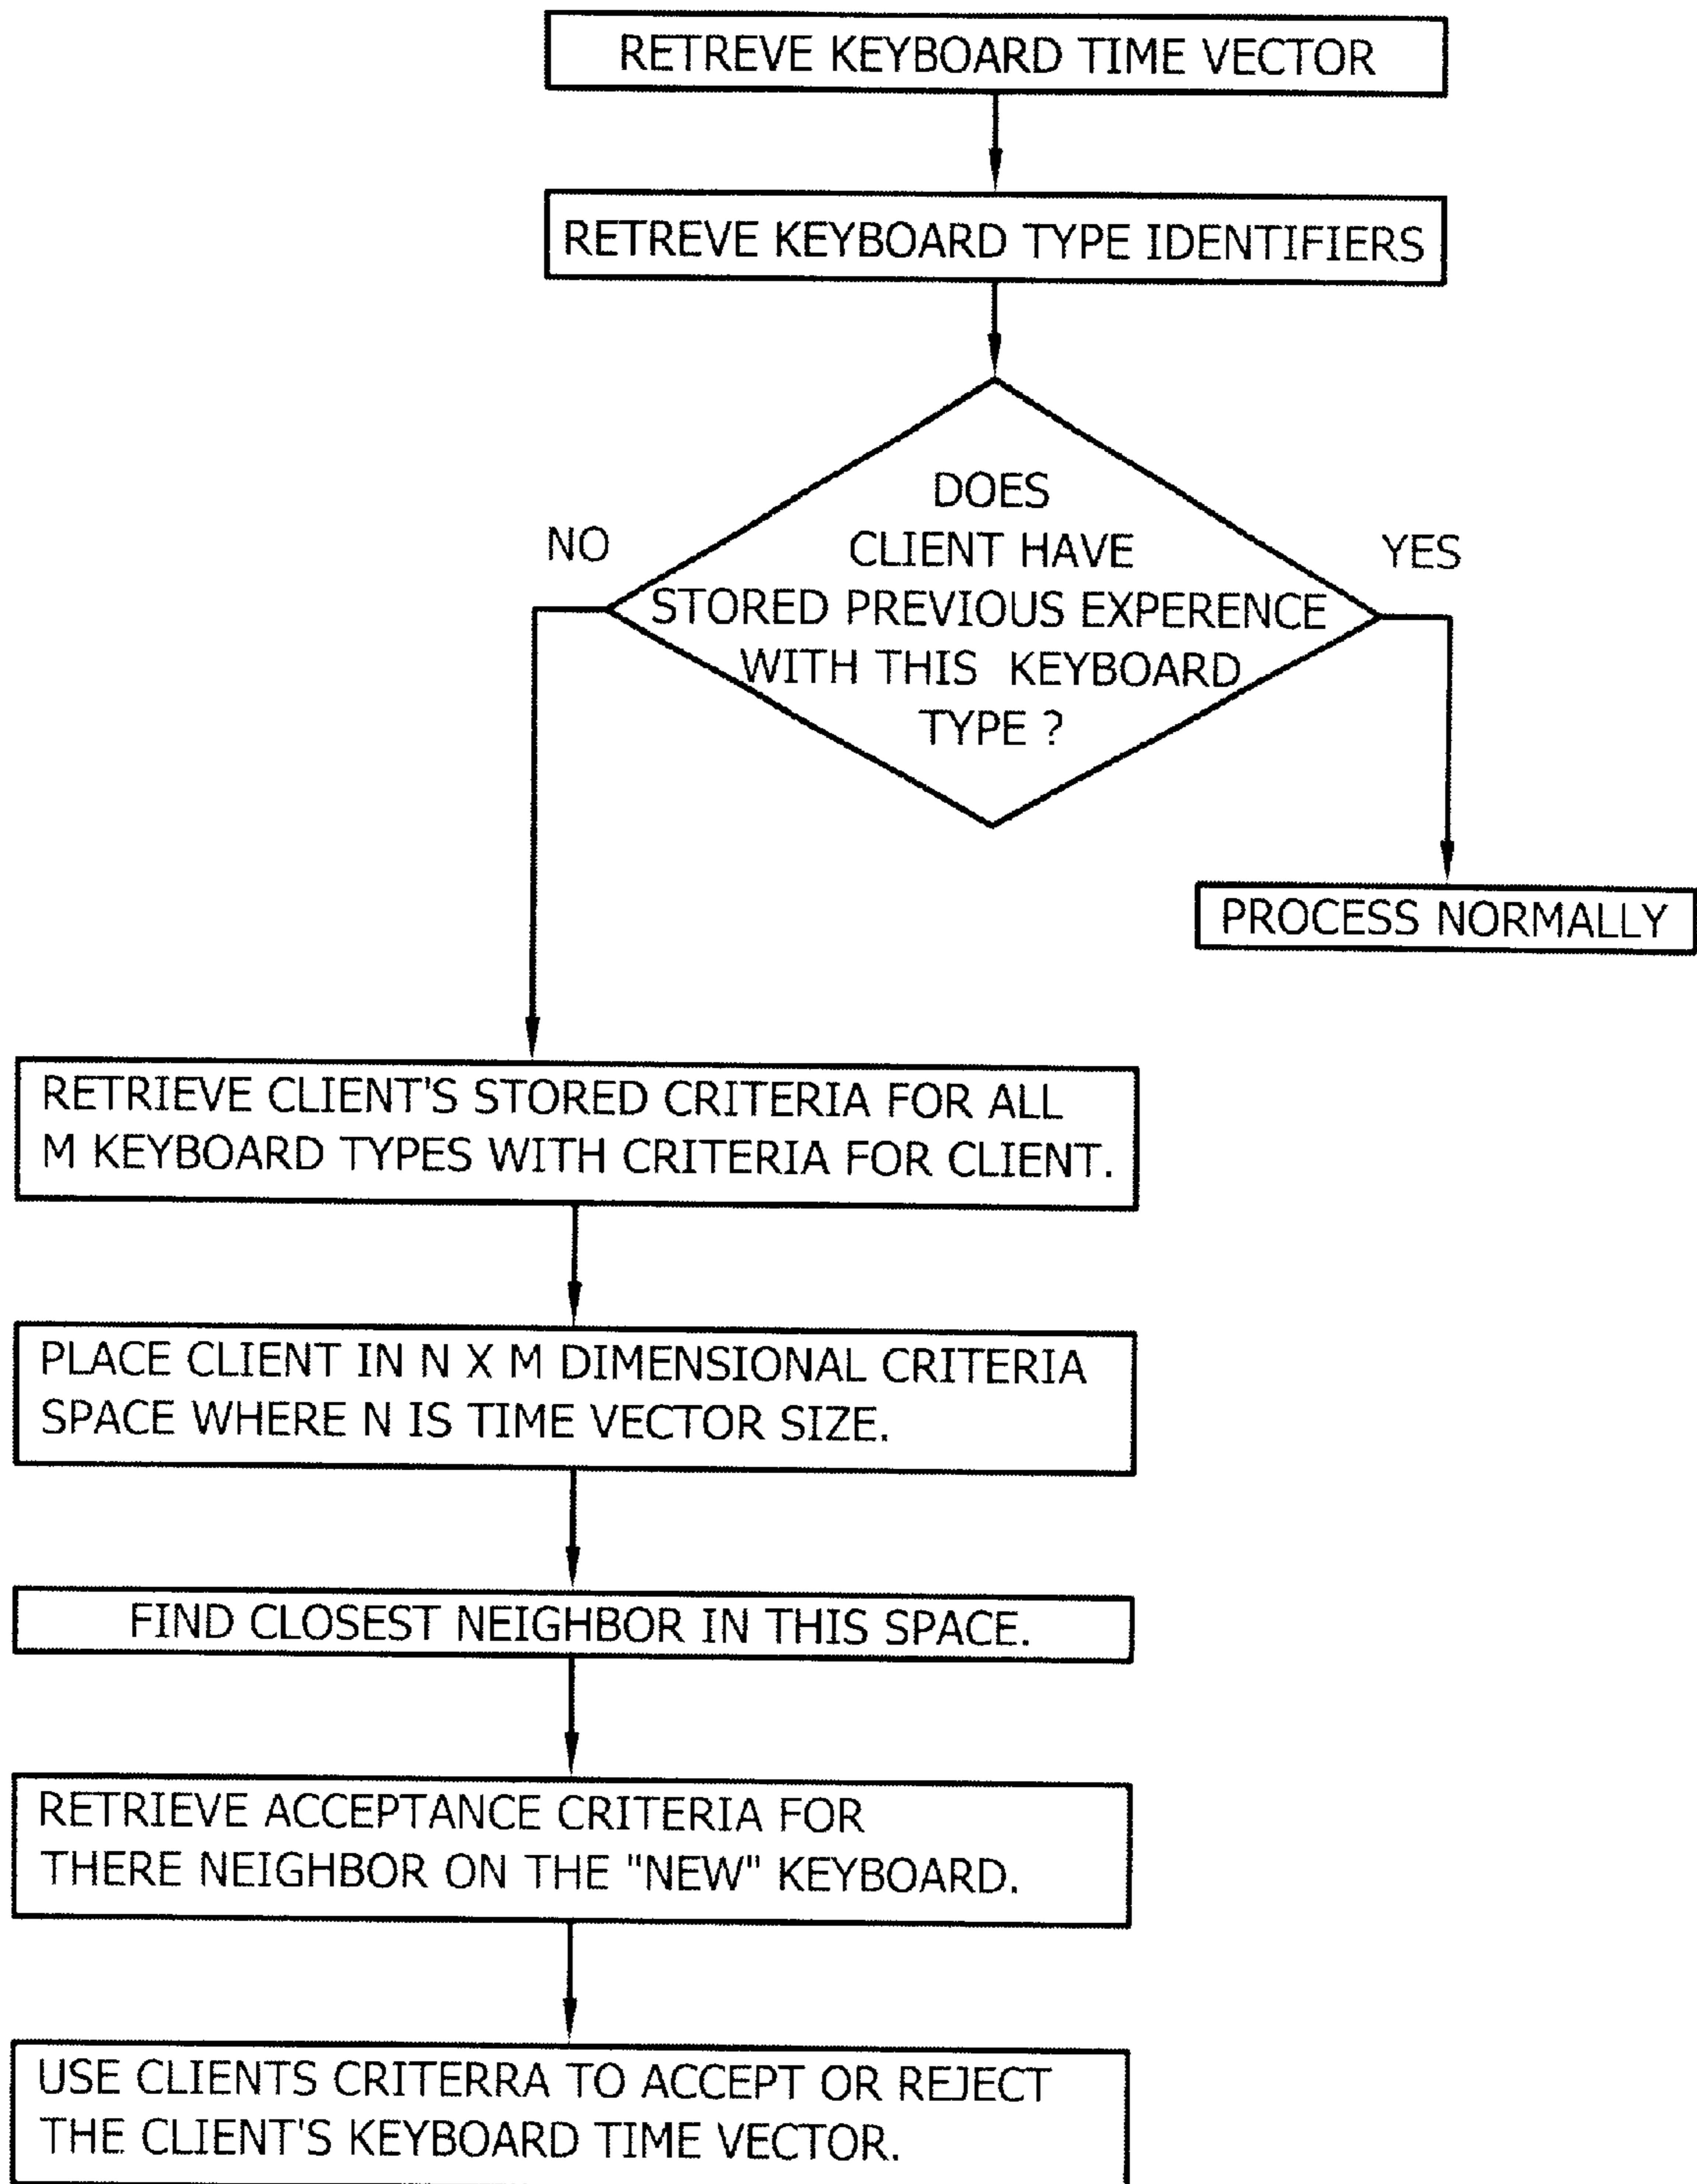 RETREVE KEYBOARD TIME VECTOR
RETREVE KEYBOARD TYPE IDENTIFIERS
DOES
CLIENT HAVE
STORED PREVIOUS EXPERENCE
WITH THIS KEYBOARD
TYPE ?
NO
YES
PROCESS NORMALLY
RETRIEVE CLIENT'S STORED CRITERIA FOR ALL
M KEYBOARD TYPES WITH CRITERIA FOR CLIENT.
PLACE CLIENT IN N X M DIMENSIONAL CRITERIA
SPACE WHERE N IS TIME VECTOR SIZE.
FIND CLOSEST NEIGHBOR IN THIS SPACE.
RETRIEVE ACCEPTANCE CRITERIA FOR
THERE NEIGHBOR ON THE "NEW" KEYBOARD.
USE CLIENTS CRITERRA TO ACCEPT OR REJECT
THE CLIENT'S KEYBOARD TIME VECTOR.